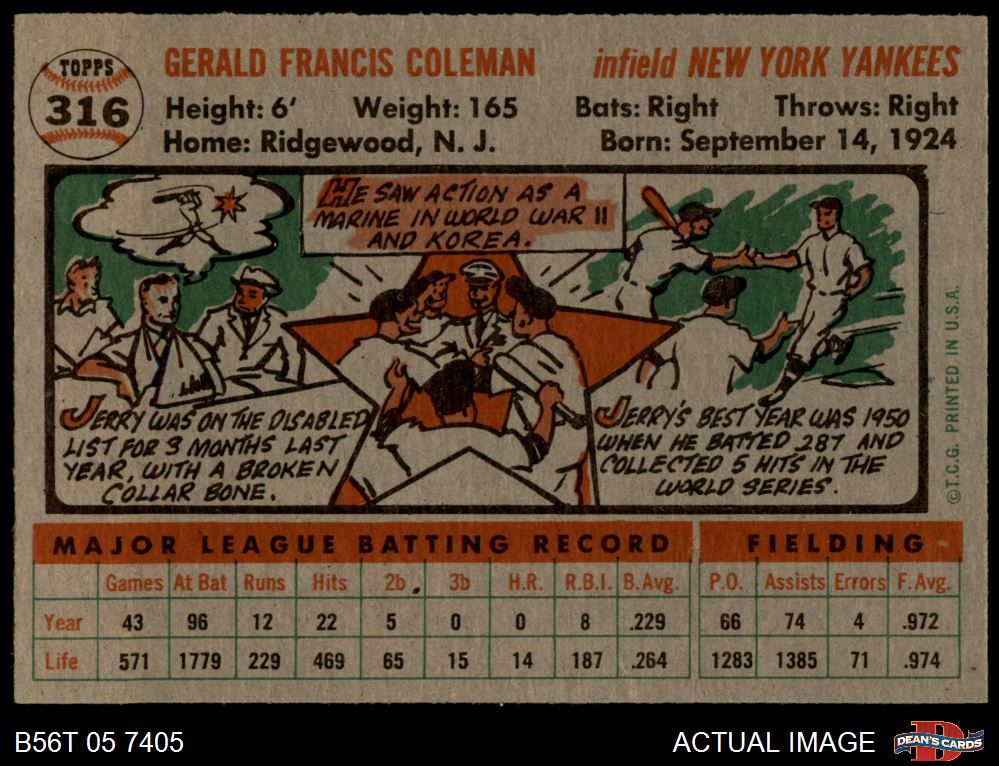 TOPPS
316
GERALD FRANCIS COLEMAN infield NEW YORK YANKEES
Height: 6' Weight: 165 Bats: Right Throws: Right
Home: Ridgewood, N. J. Born: September 14, 1924
HE SAW ACTION AS A
MARINE IN WORLD WAR II
AND KOREA.
JERRY WAS ON THE DISABLED
LIST FOR 3 MONTHS LAST
YEAR, WITH A BROKEN
COLLAR BONE.
JERRY'S BEST YEAR WAS 1950
WHEN HE BATTED .287 AND
COLLECTED 5 HITS IN THE
WORLD SERIES.
©T.C.G. PRINTED IN U.S.A.
MAJOR LEAGUE BATTING RECORD FIELDING
Games At Bat Runs Hits 2b. 3b H.R. R.B.I. B.Avg. P.O. Assists Errors F.Avg.
Year 43 96 12 22 5 0 0 8 .229 66 74 4 .972
Life 571 1779 229 469 65 15 14 187 .264 1283 1385 71 .974
B56T 05 7405 ACTUAL IMAGE
D
DEAN'S CARDS